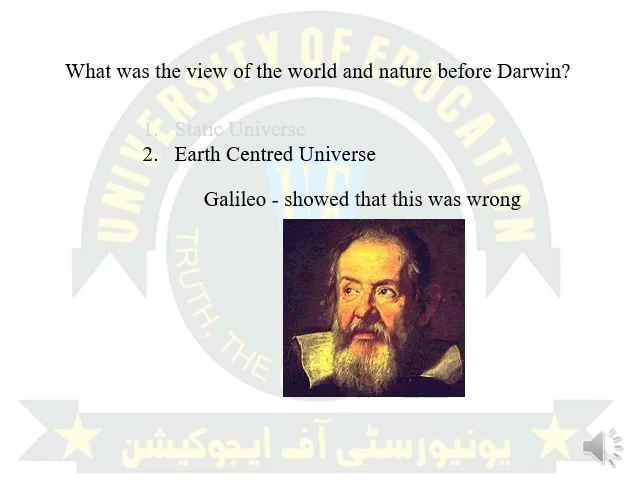 UNIVERSITY OF EDUCATION
What was the view of the world and nature before Darwin?
1. Static Universe
2. Earth Centred Universe
Galileo - showed that this was wrong
TRUTH, THE
یونیورسٹی آف ایجوکیشن